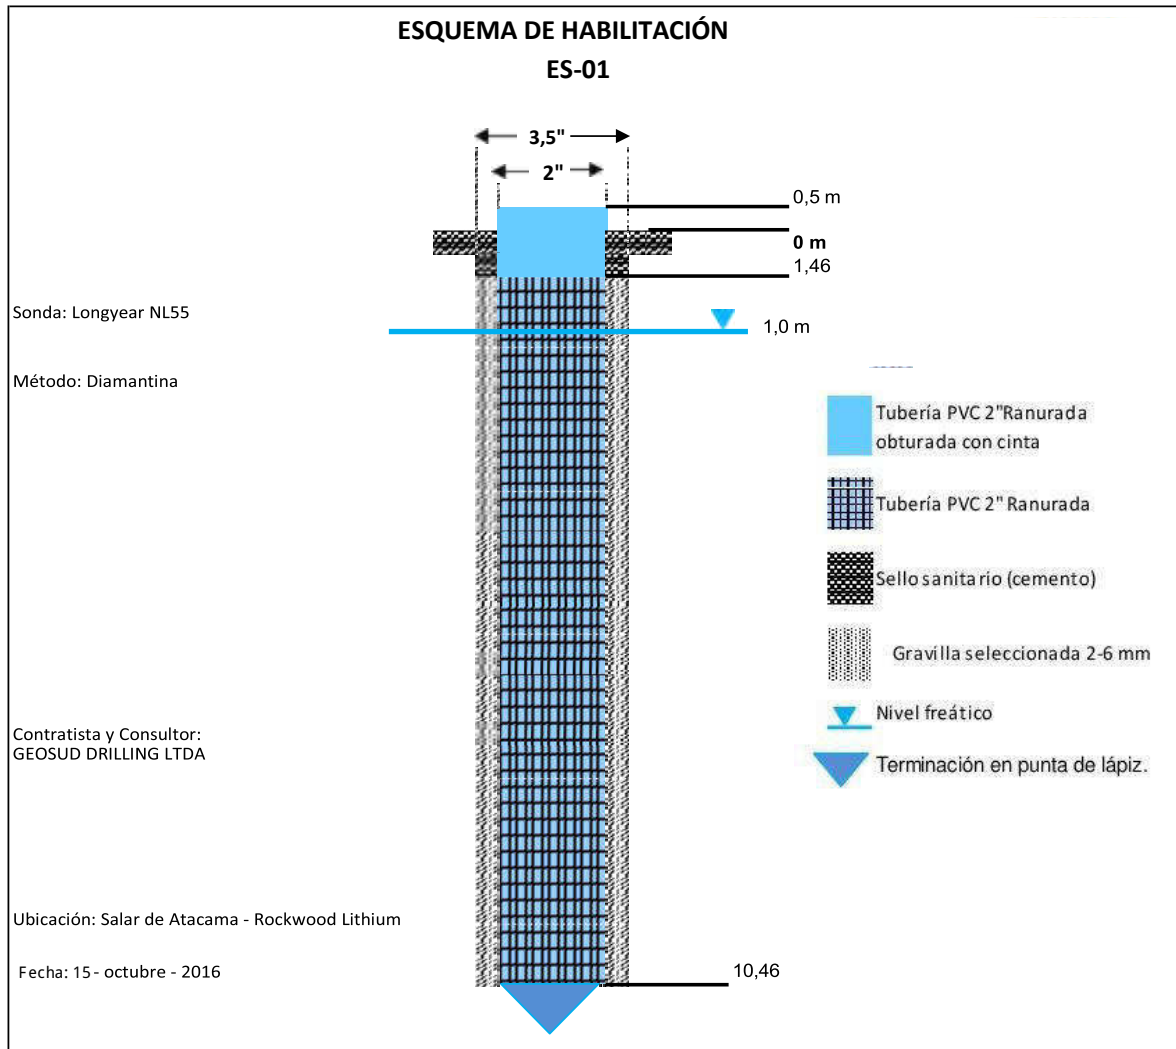 ESQUEMA DE HABILITACIÓN
ES-01
3,5"
2"
0,5 m
0 m
1,46
Sonda: Longyear NL55
1,0 m
Método: Diamantina
Tubería PVC 2"Ranurada
obturada con cinta
Tubería PVC 2" Ranurada
Sello sanitario (cemento)
Gravilla seleccionada 2-6 mm
Nivel freático
Contratista y Consultor:
GEOSUD DRILLING LTDA
Terminación en punta de lápiz.
Ubicación: Salar de Atacama - Rockwood Lithium
Fecha: 15 - octubre - 2016
10,46